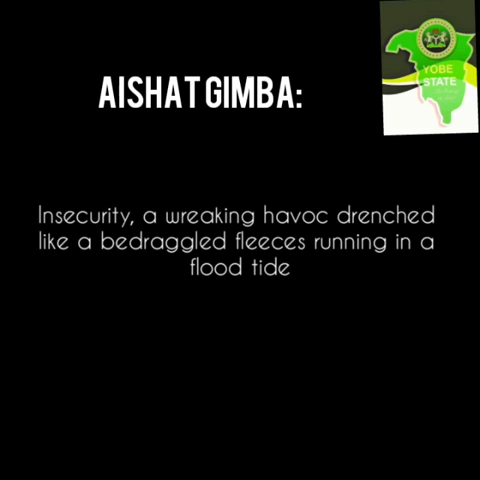 YOBE
STATE
AISHAT GIMBA:
Insecurity, a wreaking havoc drenched
like a bedraggled fleeces running in a
flood tide